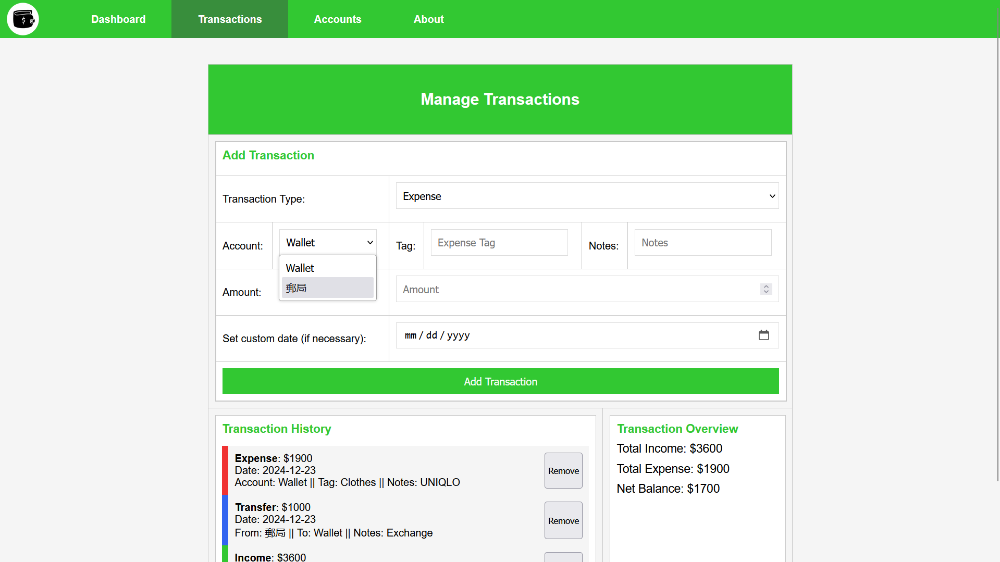 $
Dashboard
Transactions
Accounts
About
Manage Transactions
Add Transaction
Transaction Type:
Expense
Account:
Wallet
Tag:
Expense Tag
Notes:
Notes
Wallet
郵局
Amount:
Amount
Set custom date (if necessary):
mm / dd / yyyy
Add Transaction
Transaction History
Expense: $1900
Date: 2024-12-23
Account: Wallet || Tag: Clothes || Notes: UNIQLO
Remove
Transfer: $1000
Date: 2024-12-23
From: 郵局 || To: Wallet || Notes: Exchange
Remove
Income: $3600
Transaction Overview
Total Income: $3600
Total Expense: $1900
Net Balance: $1700